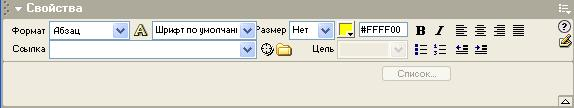 Свойства
Формат Абзац Шрифт по умолчани Размер Нет #FFFF00 B I
Ссылка Цель
Список...